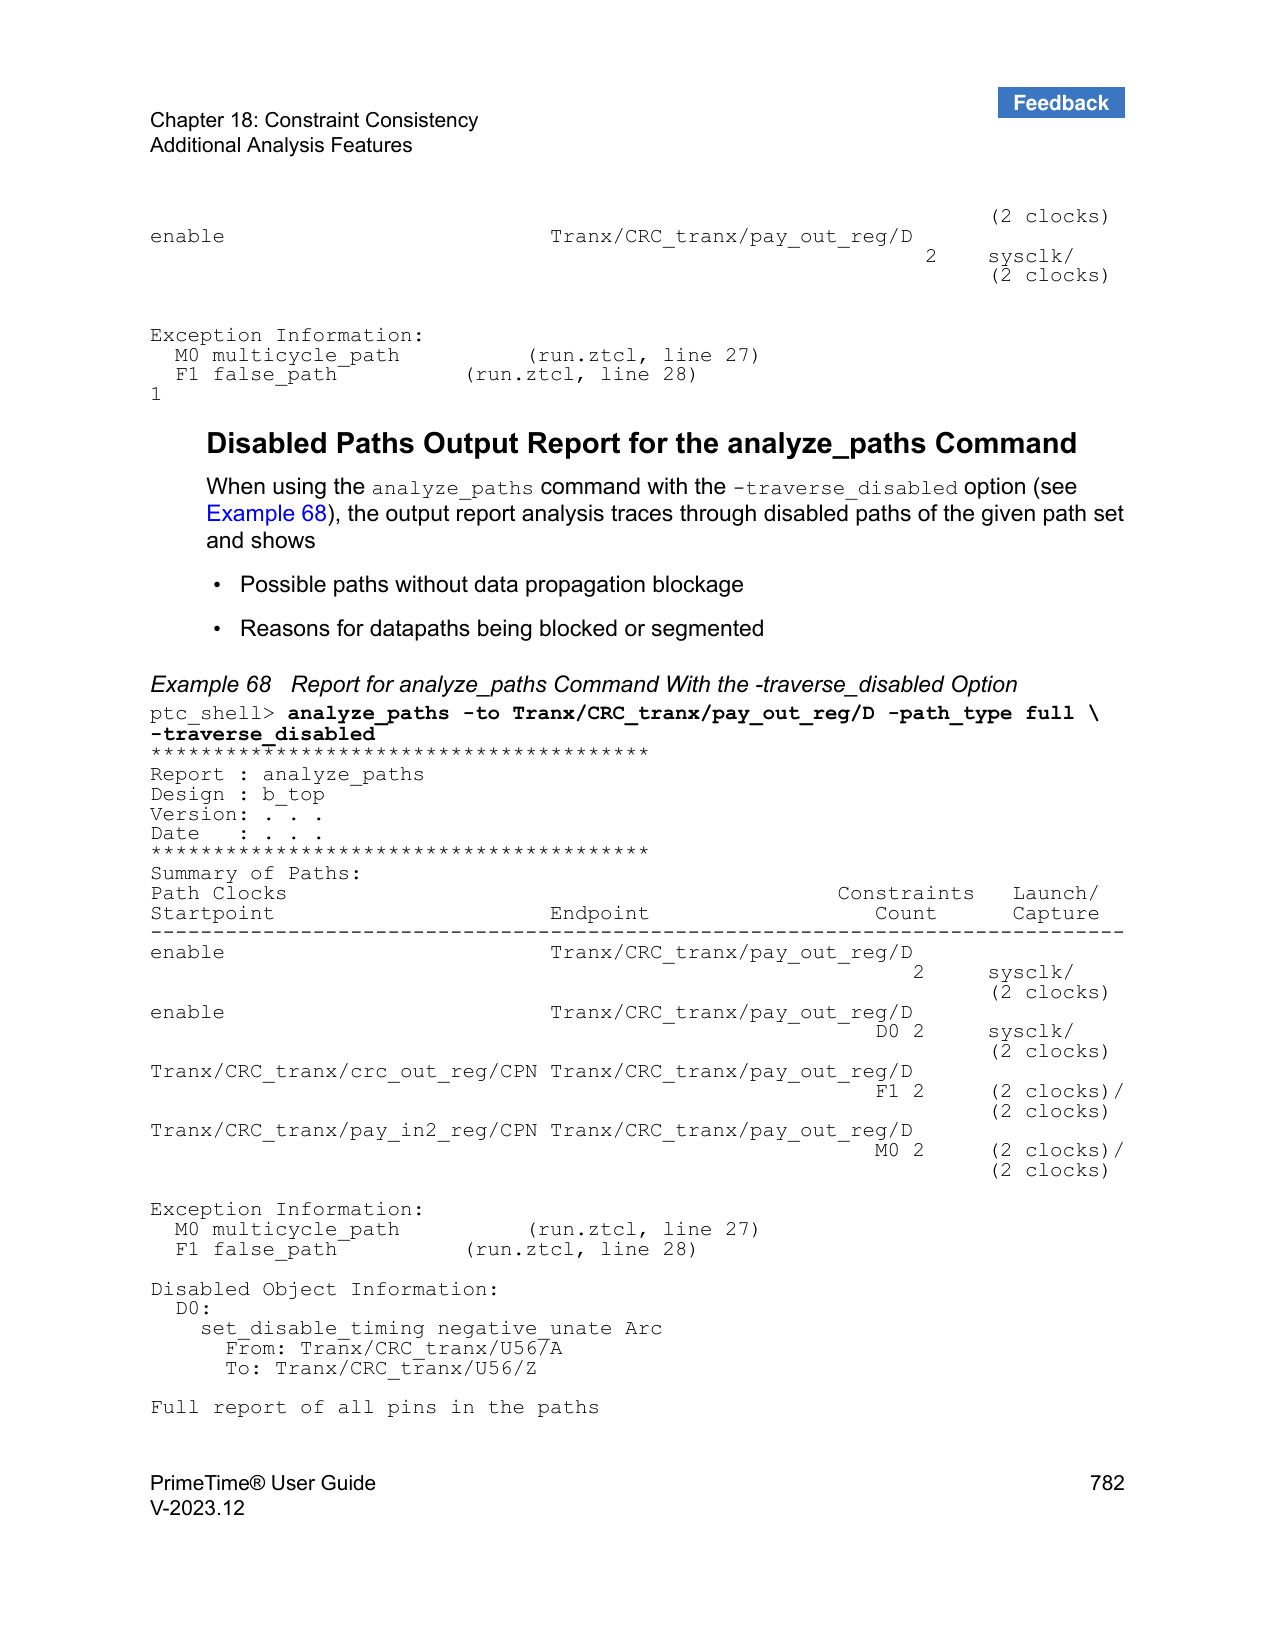 Feedback
Chapter 18: Constraint Consistency
Additional Analysis Features
(2 clocks)
enable                          Tranx/CRC_tranx/pay_out_reg/D
                                                              2    sysclk/
                                                                   (2 clocks)
Exception Information:
  M0 multicycle_path          (run.ztcl, line 27)
  F1 false_path          (run.ztcl, line 28)
1
Disabled Paths Output Report for the analyze_paths Command
When using the analyze_paths command with the -traverse_disabled option (see
Example 68), the output report analysis traces through disabled paths of the given path set
and shows
• Possible paths without data propagation blockage
• Reasons for datapaths being blocked or segmented
Example 68   Report for analyze_paths Command With the -traverse_disabled Option
ptc_shell> analyze_paths -to Tranx/CRC_tranx/pay_out_reg/D -path_type full \
-traverse_disabled
****************************************
Report : analyze_paths
Design : b_top
Version: . . .
Date   : . . .
****************************************
Summary of Paths:
Path Clocks                                            Constraints   Launch/
Startpoint                      Endpoint                  Count      Capture
------------------------------------------------------------------------------
enable                          Tranx/CRC_tranx/pay_out_reg/D
                                                             2     sysclk/
                                                                   (2 clocks)
enable                          Tranx/CRC_tranx/pay_out_reg/D
                                                          D0 2     sysclk/
                                                                   (2 clocks)
Tranx/CRC_tranx/crc_out_reg/CPN Tranx/CRC_tranx/pay_out_reg/D
                                                          F1 2     (2 clocks)/
                                                                   (2 clocks)
Tranx/CRC_tranx/pay_in2_reg/CPN Tranx/CRC_tranx/pay_out_reg/D
                                                          M0 2     (2 clocks)/
                                                                   (2 clocks)
Exception Information:
  M0 multicycle_path          (run.ztcl, line 27)
  F1 false_path          (run.ztcl, line 28)
Disabled Object Information:
  D0:
    set_disable_timing negative_unate Arc
      From: Tranx/CRC_tranx/U56/A
      To: Tranx/CRC_tranx/U56/Z
Full report of all pins in the paths
PrimeTime® User Guide                                                      782
V-2023.12